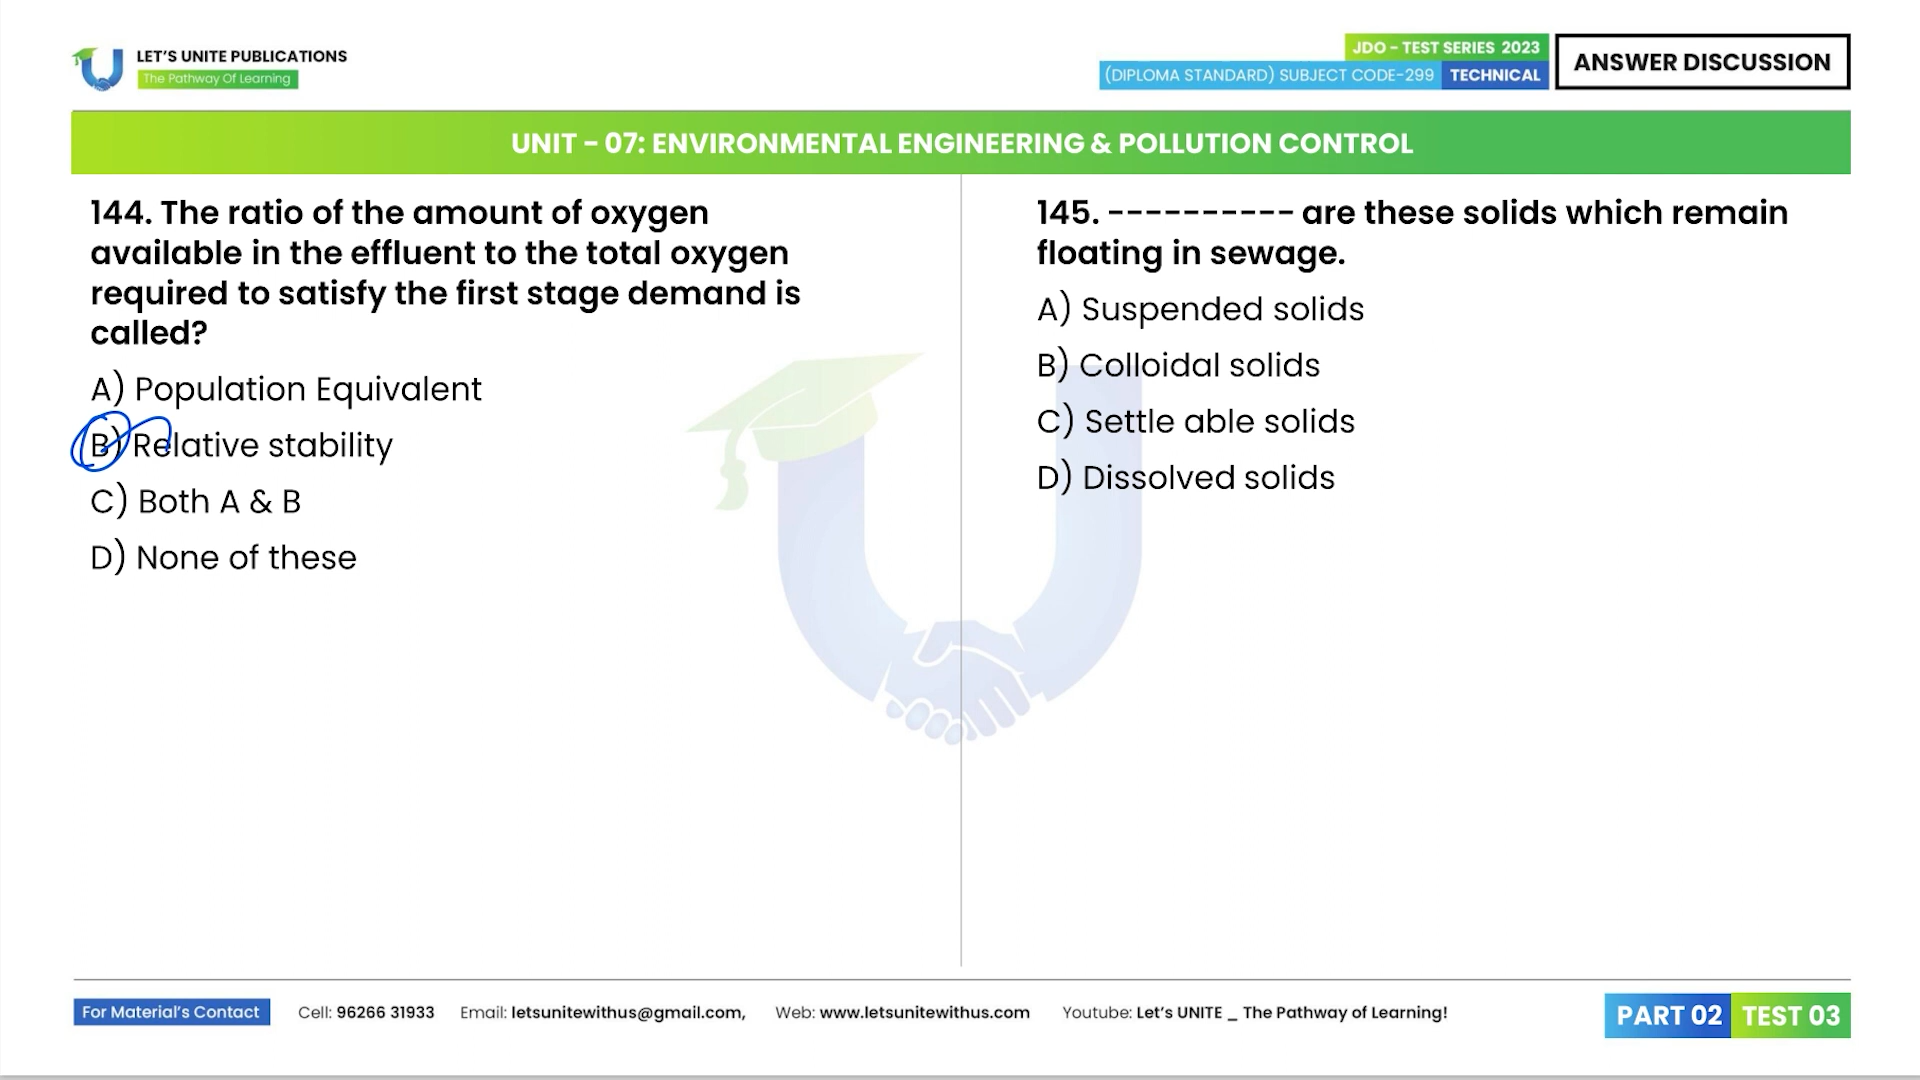 LET'S UNITE PUBLICATIONS
The Pathway Of Learning
JDO - TEST SERIES 2023
(DIPLOMA STANDARD) SUBJECT CODE-299 TECHNICAL
ANSWER DISCUSSION
UNIT - 07: ENVIRONMENTAL ENGINEERING & POLLUTION CONTROL
144. The ratio of the amount of oxygen
available in the effluent to the total oxygen
required to satisfy the first stage demand is
called?
A) Population Equivalent
B) Relative stability
C) Both A & B
D) None of these
145. ---------- are these solids which remain
floating in sewage.
A) Suspended solids
B) Colloidal solids
C) Settle able solids
D) Dissolved solids
For Material's Contact Cell: 96266 31933 Email: letsunitewithus@gmail.com, Web: www.letsunitewithus.com Youtube: Let's UNITE _ The Pathway of Learning!
PART 02 TEST 03